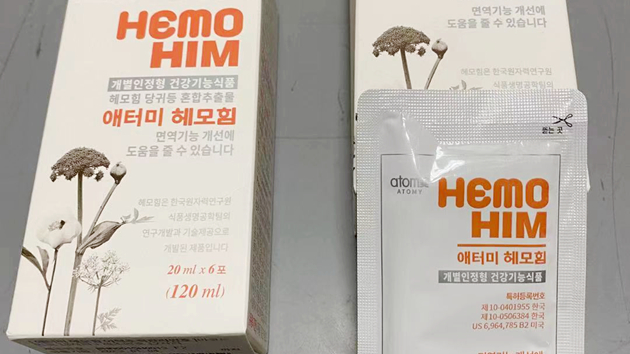 HEMO
HIM
개별인정형 건강기능식품
헤모힘 당귀등 혼합추출물
애터미 헤모힘
면역기능 개선에
도움을 줄 수 있습니다
헤모힘은 한국원자력연구원
식품생명공학팀의
연구개발과 기술제공으로
개발된 제품입니다
20 ml x 6포
(120 ml)
면역기능 개선에
도움을 줄 수 있습니다
헤모힘은 한국원자력연구원
식품생명공학팀의
뜯는 곳
atomic
ATOMY
HEMO
HIM
애터미 헤모힘
개별인정형 건강기능식품
특허등록번호
제 10-0401955 한국
제 10-0506384 한국
US 6,964,785 B2 미국